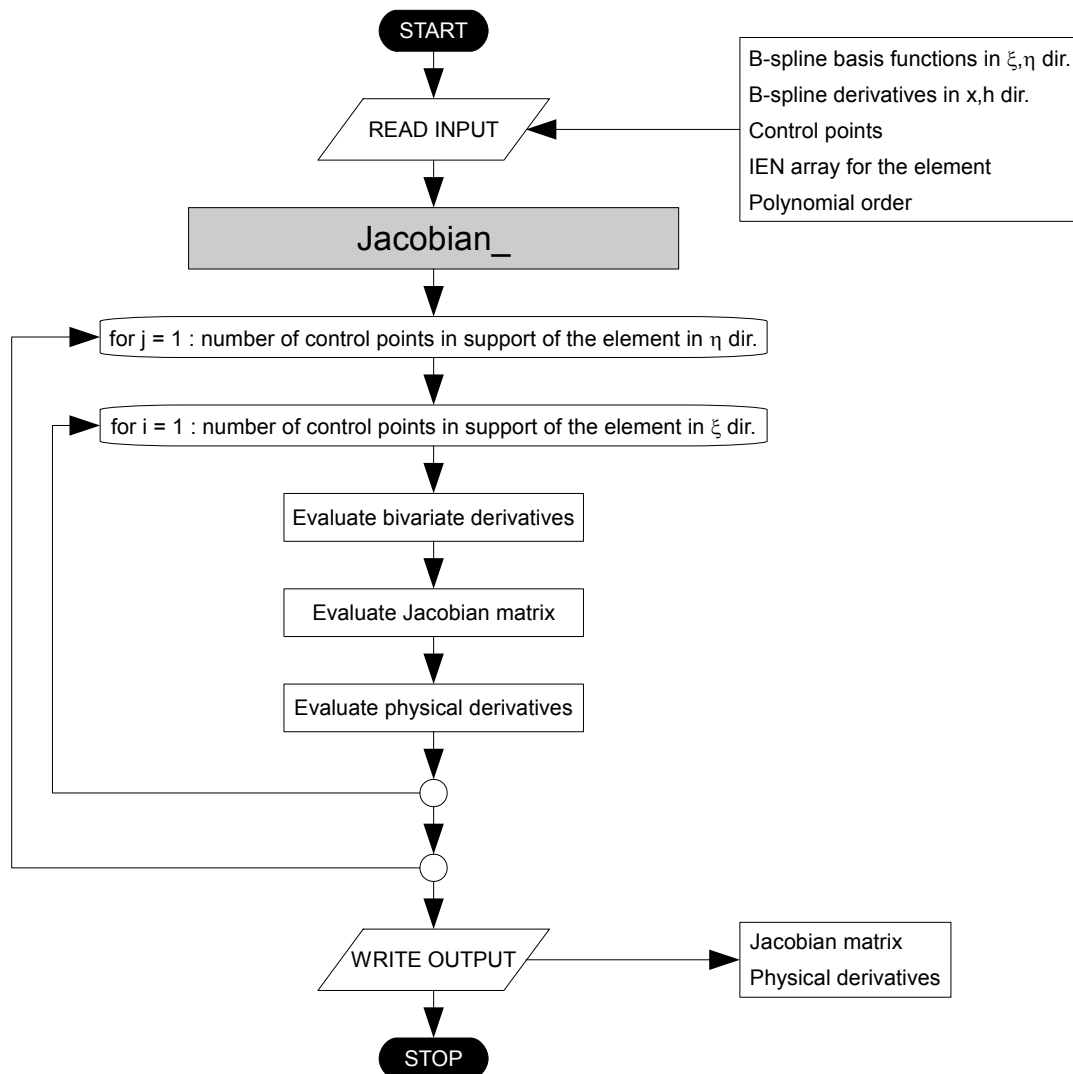 START
READ INPUT
B-spline basis functions in ξ,η dir.
B-spline derivatives in x,h dir.
Control points
IEN array for the element
Polynomial order
Jacobian_
for j = 1 : number of control points in support of the element in η dir.
for i = 1 : number of control points in support of the element in ξ dir.
Evaluate bivariate derivatives
Evaluate Jacobian matrix
Evaluate physical derivatives
WRITE OUTPUT
Jacobian matrix
Physical derivatives
STOP